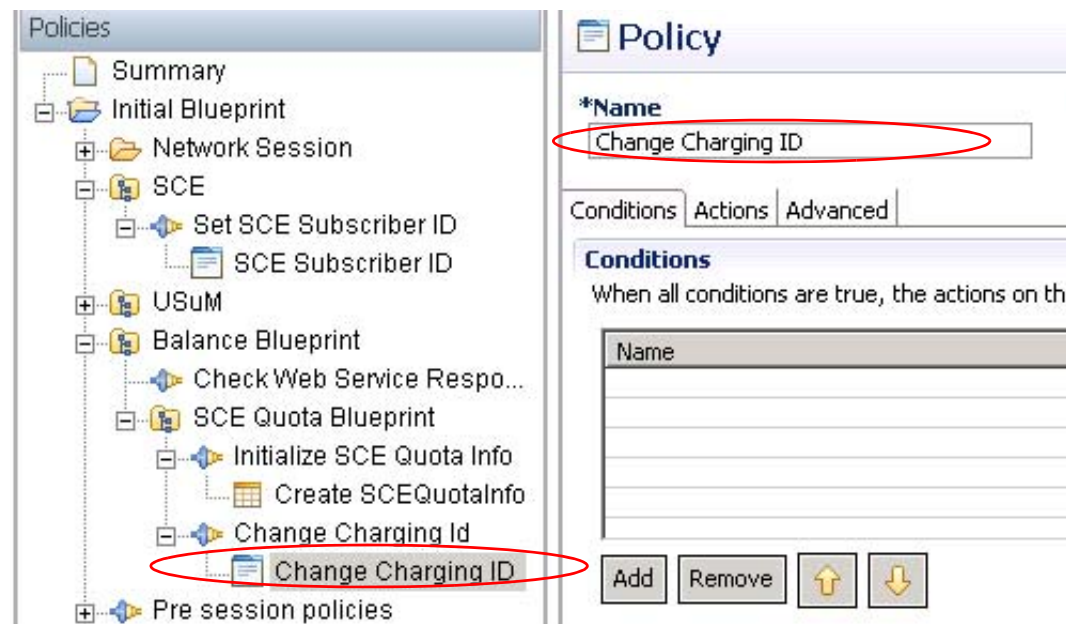 Policies
Summary
Initial Blueprint
Network Session
SCE
Set SCE Subscriber ID
SCE Subscriber ID
USuM
Balance Blueprint
Check Web Service Respo...
SCE Quota Blueprint
Initialize SCE Quota Info
Create SCEQuotaInfo
Change Charging Id
Change Charging ID
Pre session policies
Policy
*Name
Change Charging ID
Conditions Actions Advanced
Conditions
When all conditions are true, the actions on th
Name
Add Remove